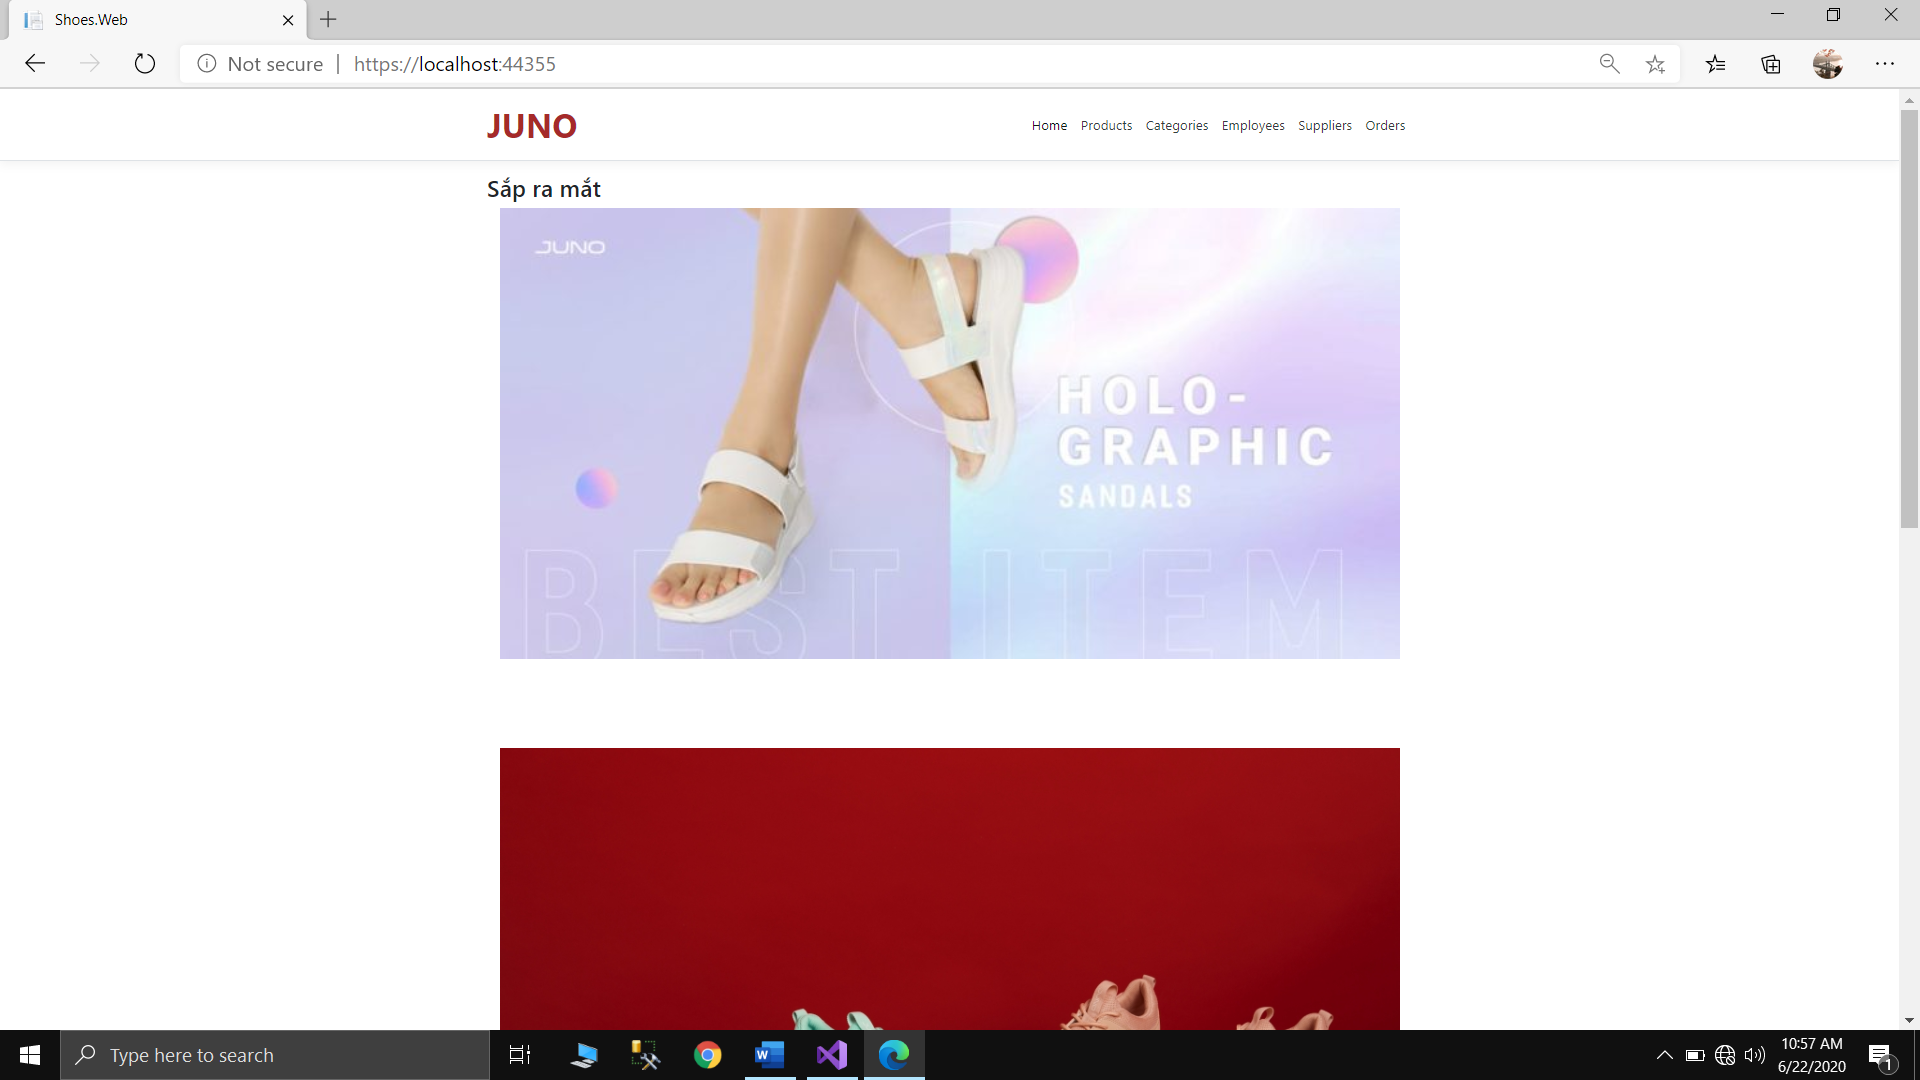 Shoes.Web
Not secure | https://localhost:44355
JUNO
Home Products Categories Employees Suppliers Orders
Sắp ra mắt
JUNO
HOLO-
GRAPHIC
SANDALS
BEST ITEM
Type here to search
10:57 AM
6/22/2020
1